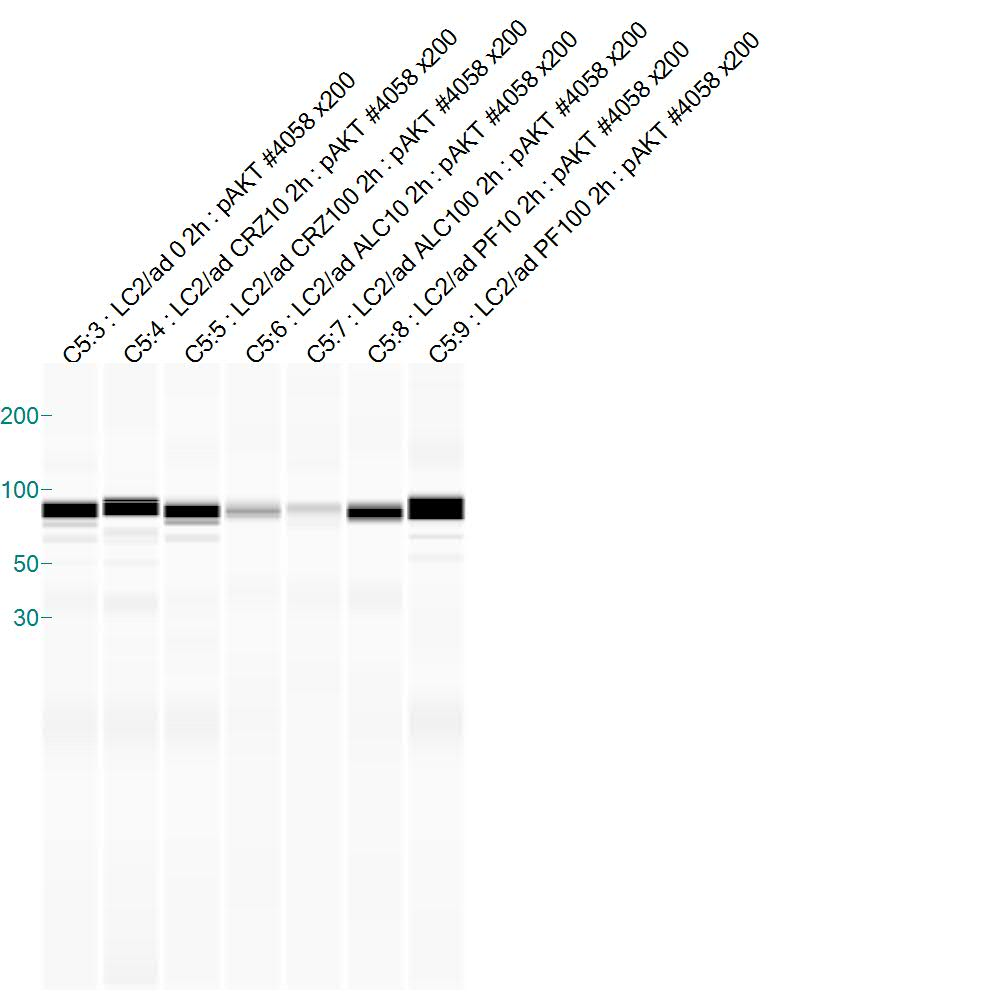 C5:3 : LC2/ad 0 2h : pAKT #4058 x200
C5:4 : LC2/ad CRZ10 2h : pAKT #4058 x200
C5:5 : LC2/ad CRZ100 2h : pAKT #4058 x200
C5:6 : LC2/ad ALC10 2h : pAKT #4058 x200
C5:7 : LC2/ad ALC100 2h : pAKT #4058 x200
C5:8 : LC2/ad PF10 2h : pAKT #4058 x200
C5:9 : LC2/ad PF100 2h : pAKT #4058 x200
200
100
50
30